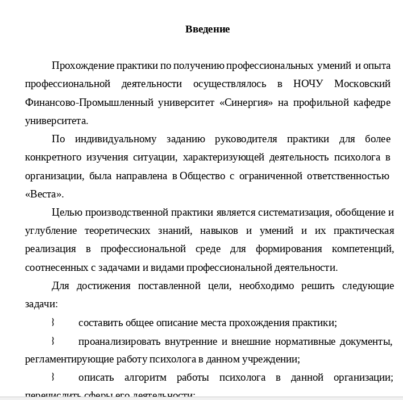 Введение
Прохождение практики по получению профессиональных умений и опыта
профессиональной деятельности осуществлялось в НОЧУ Московский
Финансово-Промышленный университет «Синергия» на профильной кафедре
университета.
По индивидуальному заданию руководителя практики для более
конкретного изучения ситуации, характеризующей деятельность психолога в
организации, была направлена в Общество с ограниченной ответственностью
«Веста».
Целью производственной практики является систематизация, обобщение и
углубление теоретических знаний, навыков и умений и их практическая
реализация в профессиональной среде для формирования компетенций,
соотнесенных с задачами и видами профессиональной деятельности.
Для достижения поставленной цели, необходимо решить следующие
задачи:
⌇ составить общее описание места прохождения практики;
⌇ проанализировать внутренние и внешние нормативные документы,
регламентирующие работу психолога в данном учреждении;
⌇ описать алгоритм работы психолога в данной организации;
перечислить сферы его деятельности;